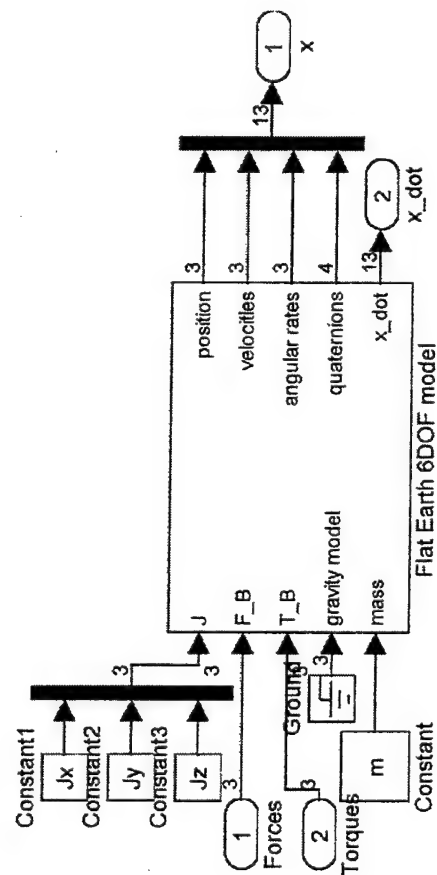 Constant1
Jx
Constant2
Jy
Constant3
Jz
3
3
3
1
Forces
3
2
Torques
3
Ground
3
m
Constant
J
F_B
T_B
gravity model
mass
position
velocitles
angular rates
quaternions
x_dot
Flat Earth 6DOF model
3
3
3
4
13
13
1
x
2
x_dot